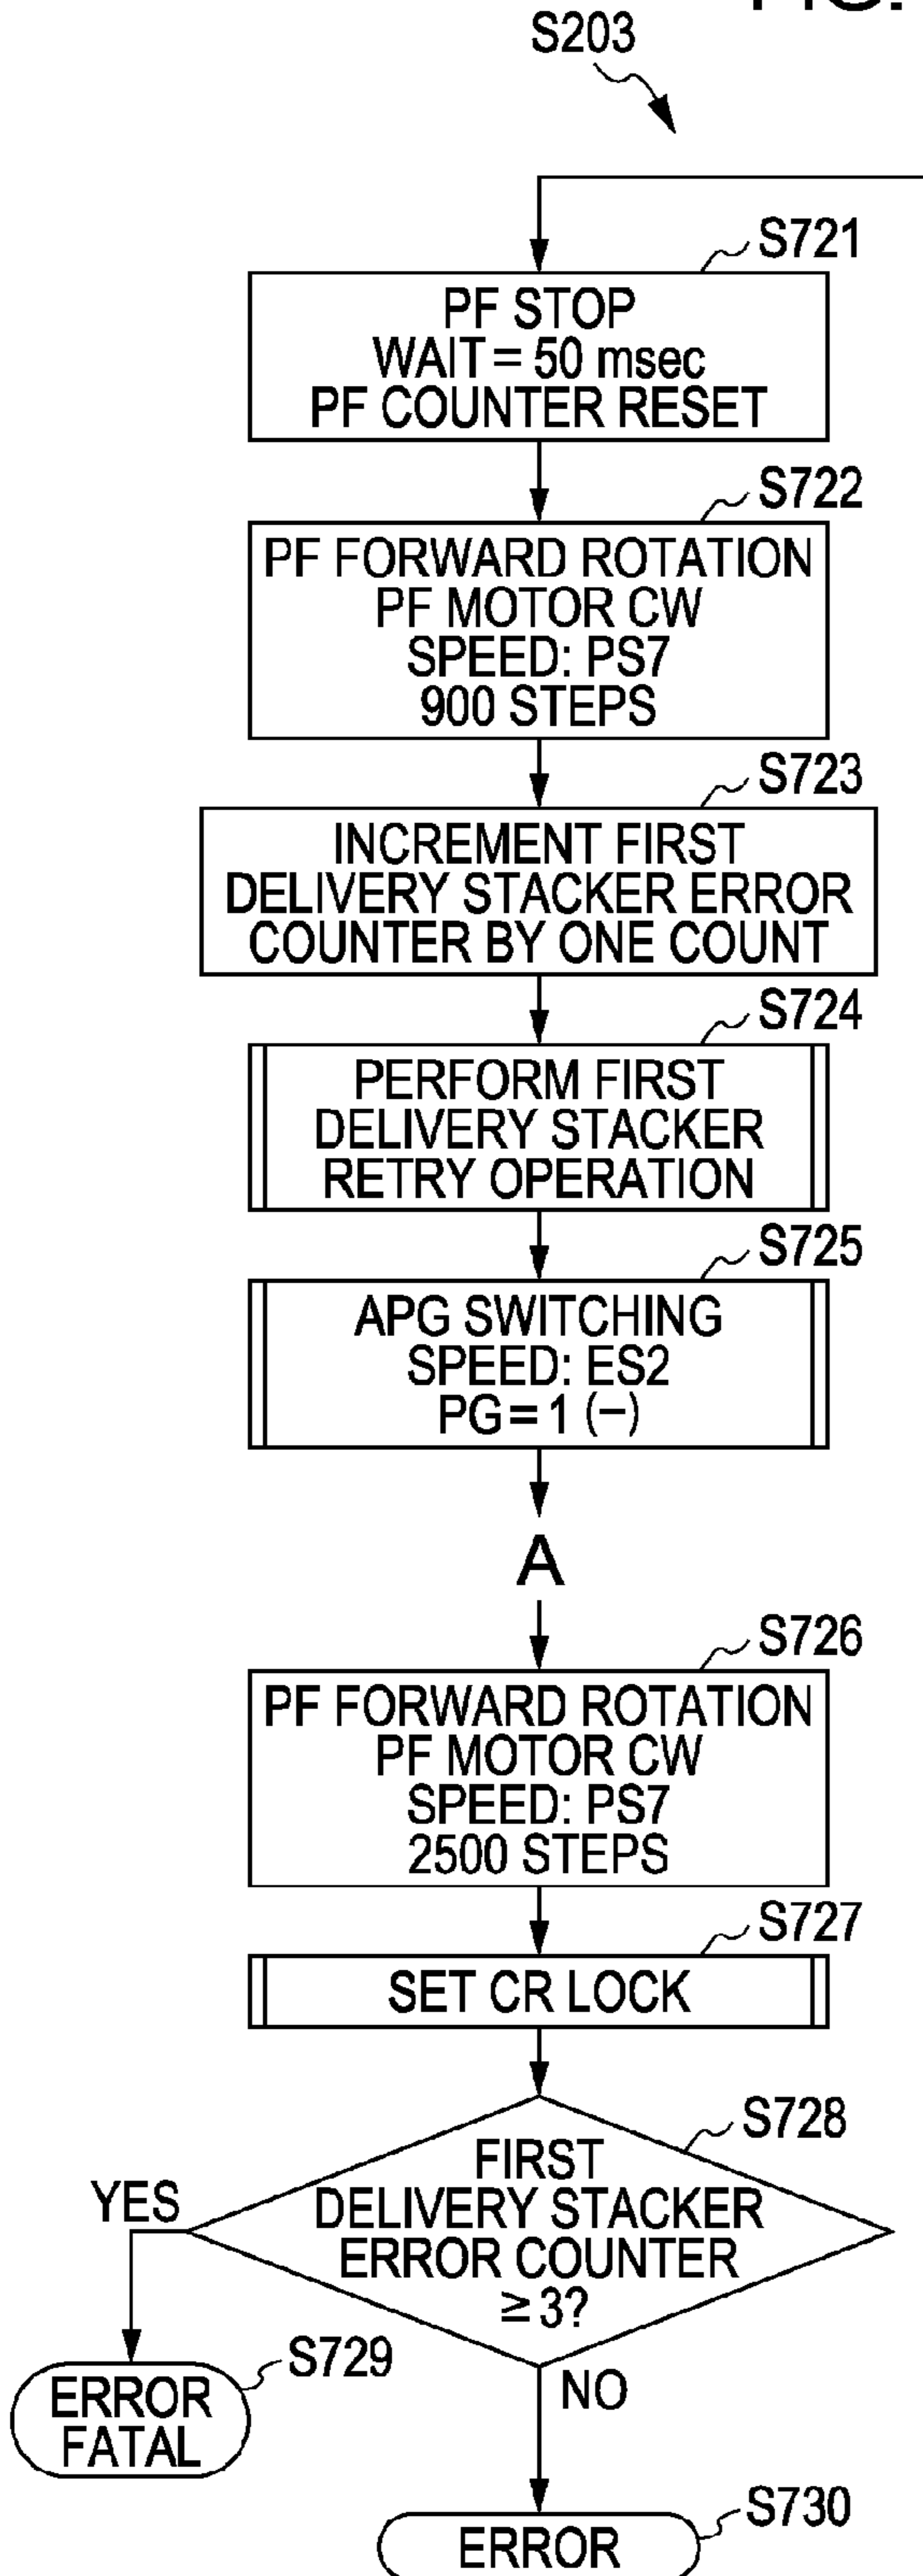 FIG.
S203
S721
PF STOP
WAIT = 50 msec
PF COUNTER RESET
S722
PF FORWARD ROTATION
PF MOTOR CW
SPEED: PS7
900 STEPS
S723
INCREMENT FIRST
DELIVERY STACKER ERROR
COUNTER BY ONE COUNT
S724
PERFORM FIRST
DELIVERY STACKER
RETRY OPERATION
S725
APG SWITCHING
SPEED: ES2
PG = 1 (−)
A
S726
PF FORWARD ROTATION
PF MOTOR CW
SPEED: PS7
2500 STEPS
S727
SET CR LOCK
S728
FIRST
DELIVERY STACKER
ERROR COUNTER
≥ 3?
YES
S729
ERROR
FATAL
NO
S730
ERROR